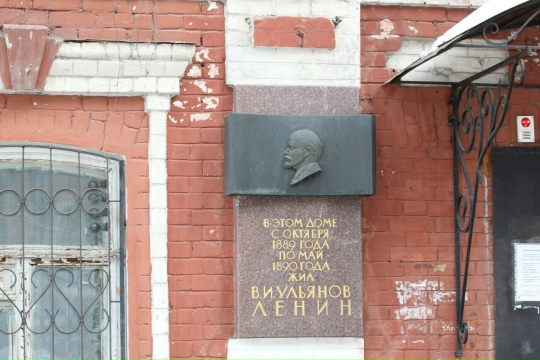 В ЭТОМ ДОМЕ
С ОКТЯБРЯ
1889 ГОДА
ПО МАЙ
1890 ГОДА
ЖИЛ
В.И.УЛЬЯНОВ
ЛЕНИН